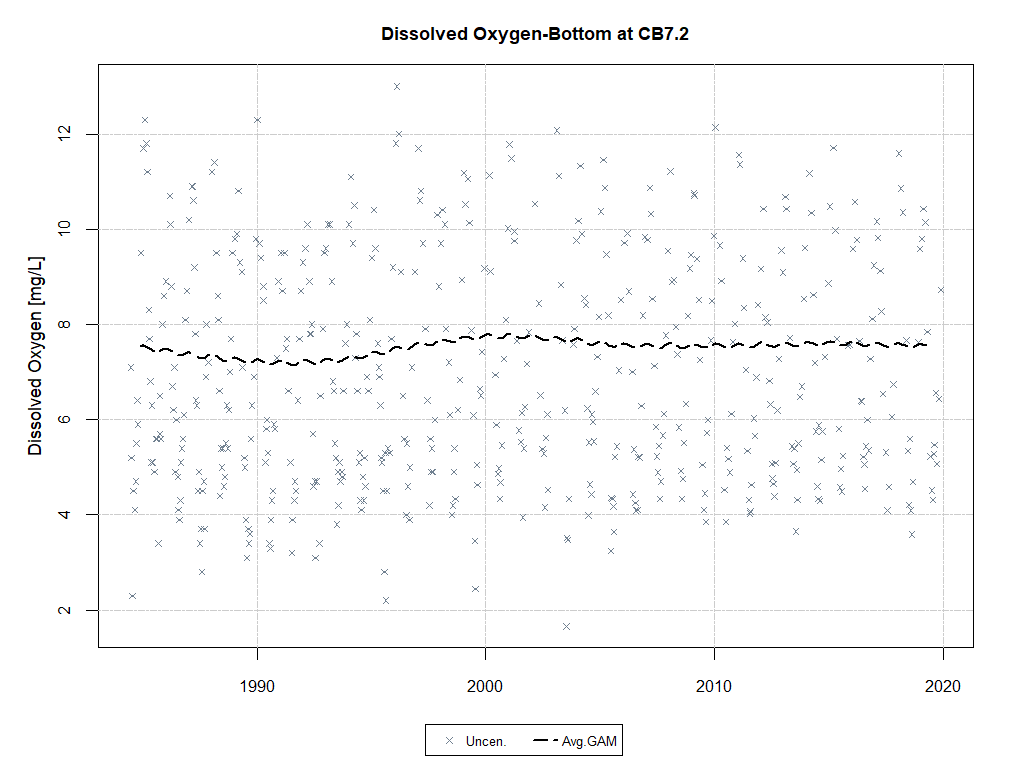 Dissolved Oxygen-Bottom at CB7.2
Dissolved Oxygen [mg/L]
12
10
8
6
4
2
1990 2000 2010 2020
Uncen. Avg.GAM